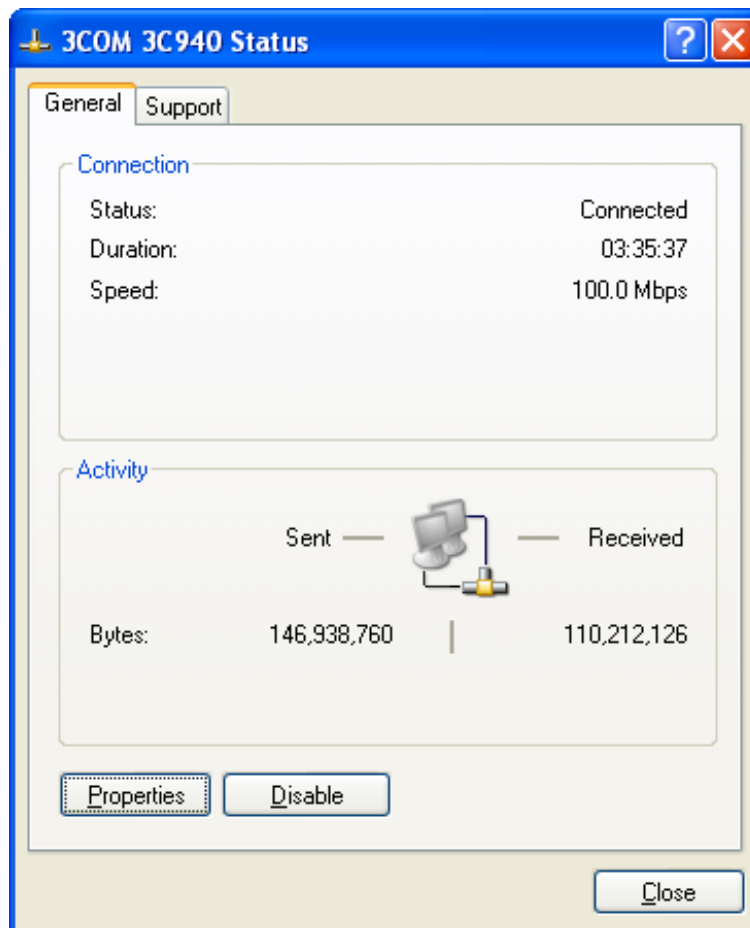 3COM 3C940 Status
General Support
Connection
Status: Connected
Duration: 03:35:37
Speed: 100.0 Mbps
Activity
Sent Received
Bytes: 146,938,760 110,212,126
Properties Disable
Close